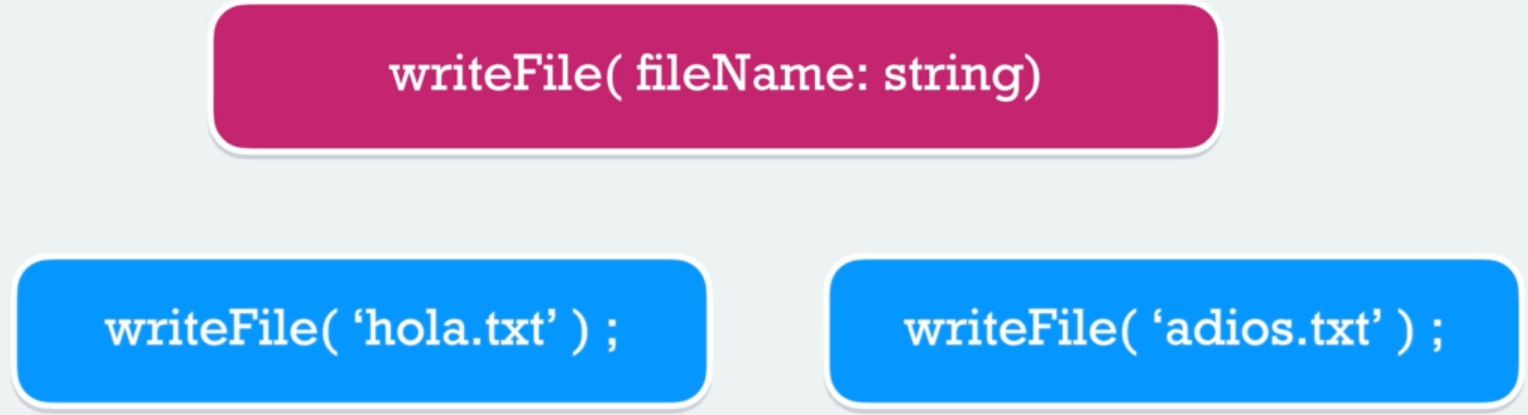 writeFile( fileName: string)
writeFile( ‘hola.txt’ ) ;
writeFile( ‘adios.txt’ ) ;